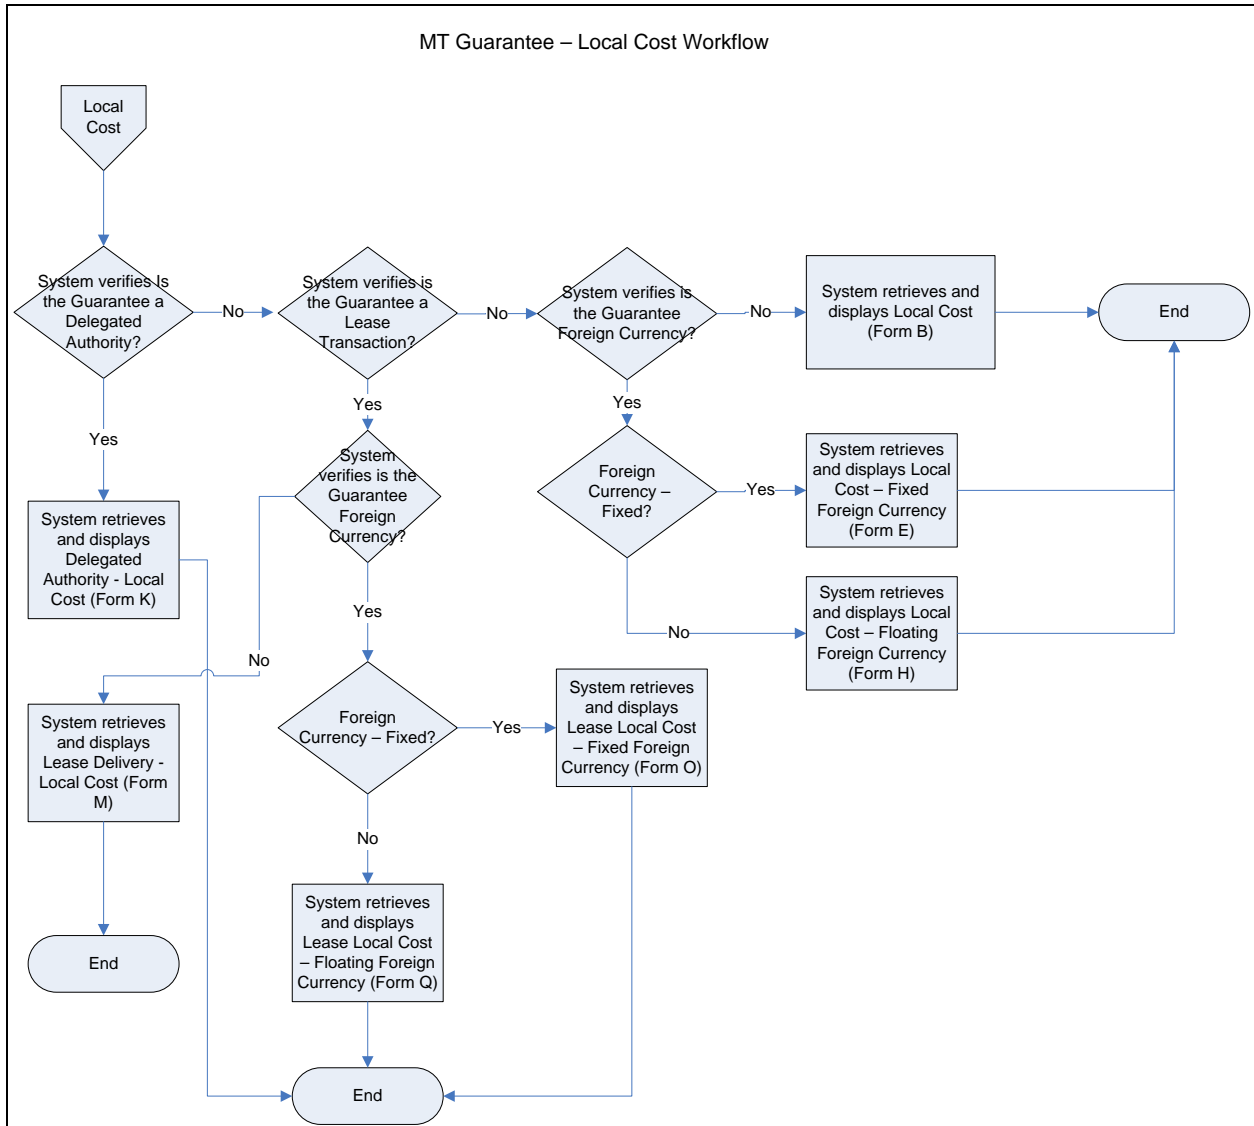 MT Guarantee – Local Cost Workflow
Local
Cost
System verifies Is
the Guarantee a
Delegated
Authority?
No
System verifies is
the Guarantee a
Lease
Transaction?
No
System verifies is
the Guarantee
Foreign Currency?
No
System retrieves and
displays Local Cost
(Form B)
End
Yes
Yes
Yes
System
verifies is the
Guarantee
Foreign
Currency?
Foreign
Currency –
Fixed?
Yes
System retrieves
and displays Local
Cost – Fixed
Foreign Currency
(Form E)
System retrieves
and displays
Delegated
Authority - Local
Cost (Form K)
Yes
No
System retrieves
and displays Local
Cost – Floating
Foreign Currency
(Form H)
No
System retrieves
and displays
Lease Delivery -
Local Cost (Form
M)
Foreign
Currency – Fixed?
Yes
System retrieves
and displays
Lease Local Cost
– Fixed Foreign
Currency (Form O)
No
System retrieves
and displays
Lease Local Cost
– Floating Foreign
Currency (Form Q)
End
End